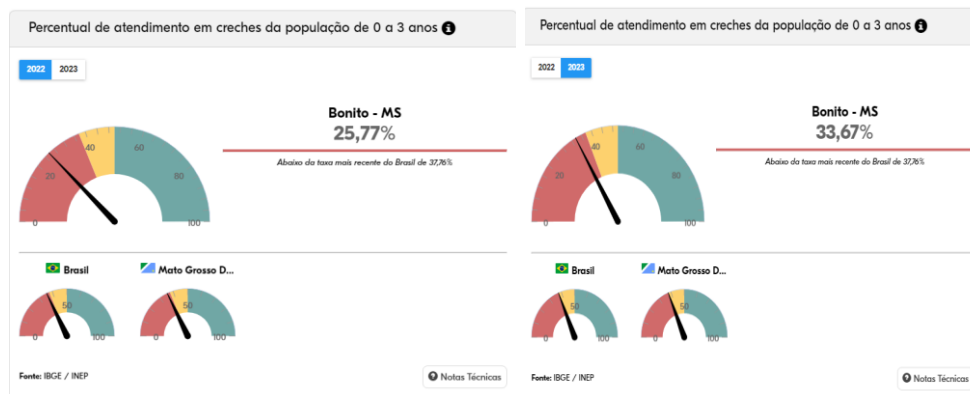 Percentual de atendimento em creches da população de 0 a 3 anos
2022 2023
Bonito - MS
25,77%
Abaixo da taxa mais recente do Brasil de 37,76%
0 20 40 60 80 100
Brasil
0 50 100
Mato Grosso D...
0 50 100
Fonte: IBGE / INEP
Notas Técnicas
Percentual de atendimento em creches da população de 0 a 3 anos
2022 2023
Bonito - MS
33,67%
Abaixo da taxa mais recente do Brasil de 37,76%
0 20 40 60 80 100
Brasil
0 50 100
Mato Grosso D...
0 50 100
Fonte: IBGE / INEP
Notas Técnicas